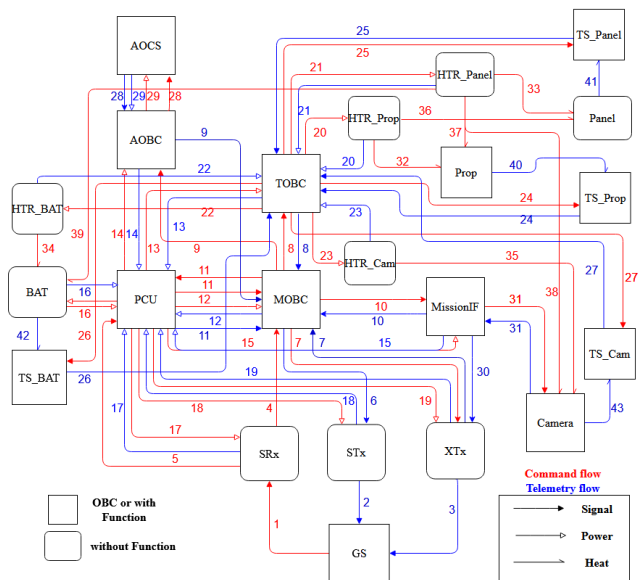 25
TS_Panel
AOCS
25
21
HTR_Panel
33
41
28
29
29
28
21
HTR_Prop
36
Panel
AOBC
9
20
37
22
TOBC
20
32
Prop
40
HTR_BAT
24
TS_Prop
22
23
24
39
14
14
13
13
9
8
8
34
23
HTR_Cam
35
27
27
BAT
16
PCU
11
11
MOBC
38
16
12
10
MissionIF
31
42
26
12
10
31
TS_Cam
TS_BAT
11
15
7
7
15
26
19
30
Camera
43
17
18
18
6
19
17
4
5
SRx
STx
XTx
Command flow
Telemetry flow
OBC or with
Function
2
3
Signal
1
Power
without Function
GS
Heat